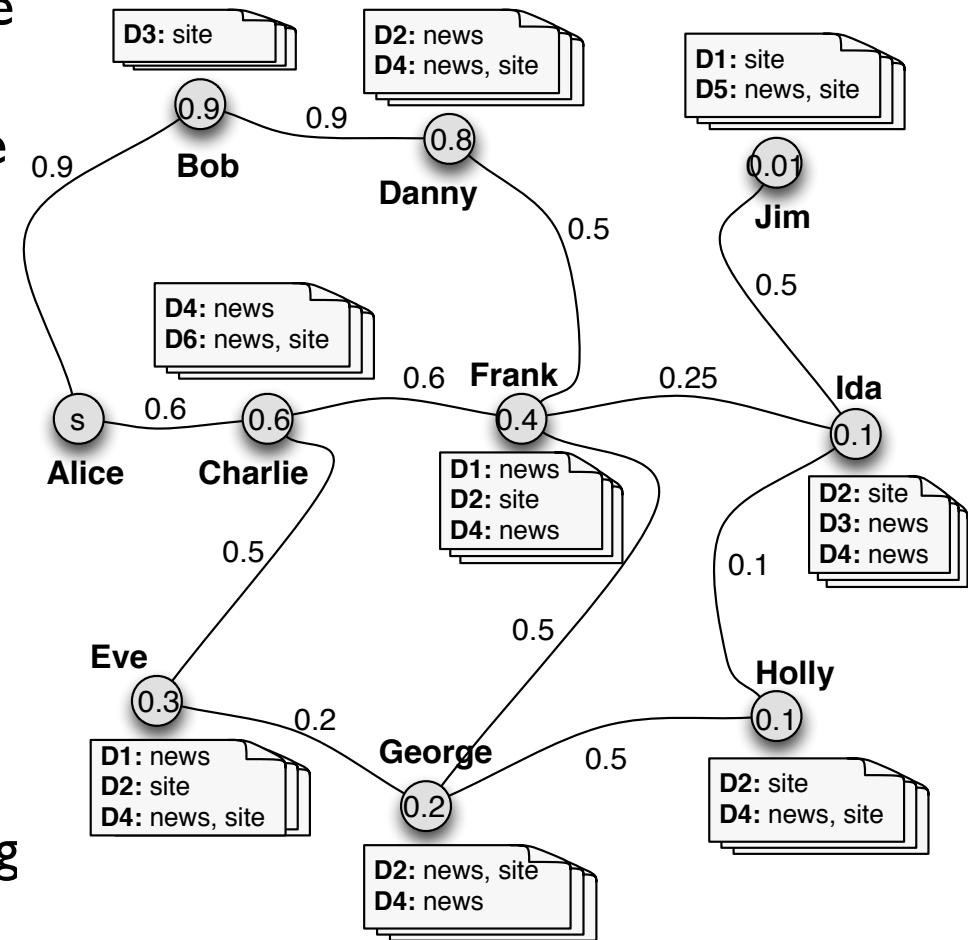 e
D3: site
D2: news
D4: news, site
D1: site
D5: news, site
0.9
0.9
0.8
0.01
e
0.9
Bob
Danny
Jim
0.5
0.5
D4: news
D6: news, site
0.6
Frank
0.25
Ida
s
0.6
0.6
0.4
0.1
Alice
Charlie
D1: news
D2: site
D4: news
D2: site
D3: news
D4: news
0.5
0.1
0.5
Eve
Holly
0.3
0.2
0.1
George
0.5
D1: news
D2: site
D4: news, site
0.2
D2: site
D4: news, site
g
D2: news, site
D4: news